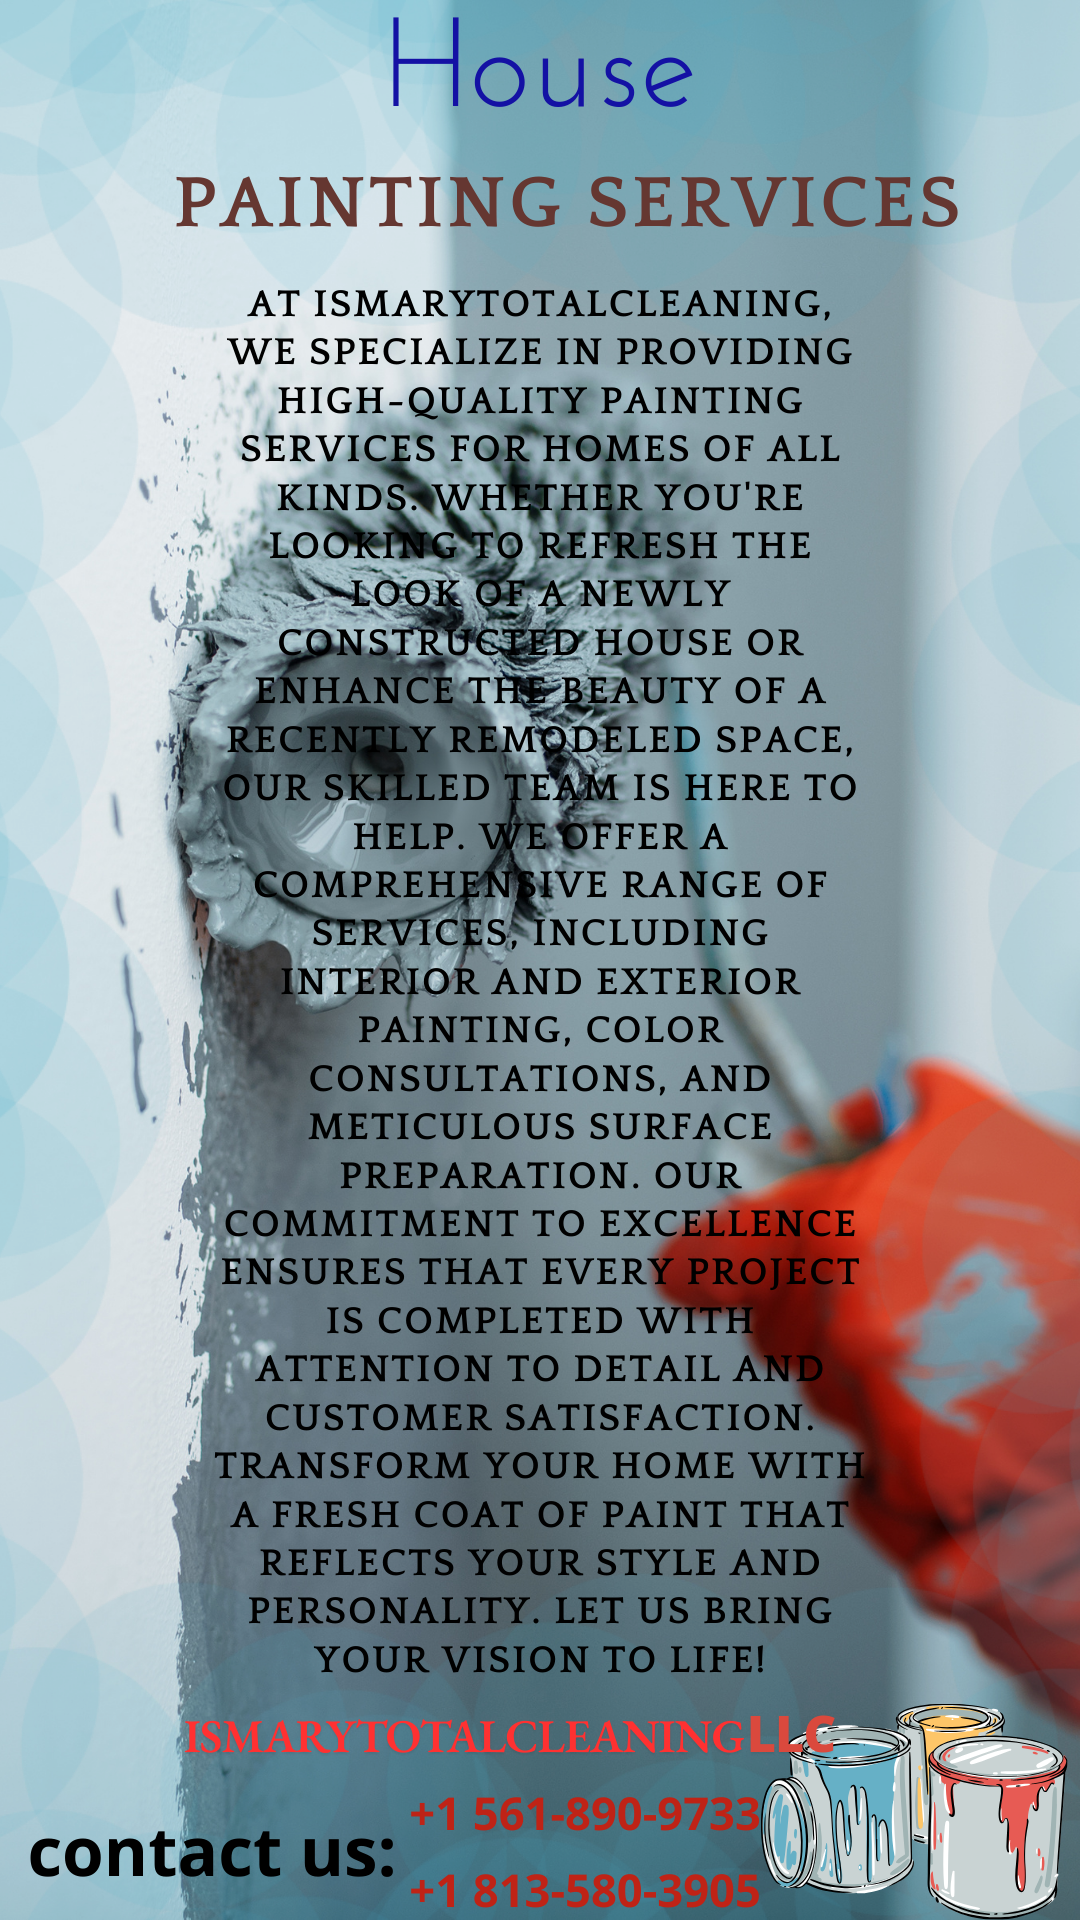 House
PAINTING SERVICES
AT ISMARYTOTALCLEANING,
WE SPECIALIZE IN PROVIDING
HIGH-QUALITY PAINTING
SERVICES FOR HOMES OF ALL
KINDS. WHETHER YOU'RE
LOOKING TO REFRESH THE
LOOK OF A NEWLY
CONSTRUCTED HOUSE OR
ENHANCE THE BEAUTY OF A
RECENTLY REMODELED SPACE,
OUR SKILLED TEAM IS HERE TO
HELP. WE OFFER A
COMPREHENSIVE RANGE OF
SERVICES, INCLUDING
INTERIOR AND EXTERIOR
PAINTING, COLOR
CONSULTATIONS, AND
METICULOUS SURFACE
PREPARATION. OUR
COMMITMENT TO EXCELLENCE
ENSURES THAT EVERY PROJECT
IS COMPLETED WITH
ATTENTION TO DETAIL AND
CUSTOMER SATISFACTION.
TRANSFORM YOUR HOME WITH
A FRESH COAT OF PAINT THAT
REFLECTS YOUR STYLE AND
PERSONALITY. LET US BRING
YOUR VISION TO LIFE!
ISMARYTOTALCLEANINGLLC
contact us:
+1 561-890-9733
+1 813-580-3905